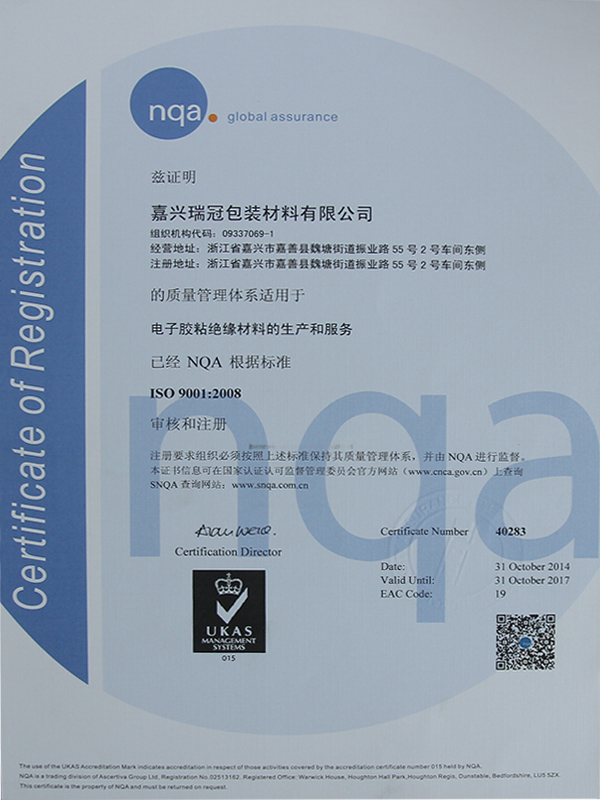 nqa.
global assurance
Certificate of Registration
兹证明
嘉兴瑞冠包装材料有限公司
组织机构代码：09337069-1
经营地址：浙江省嘉兴市嘉善县魏塘街道振业路 55 号 2 号车间东侧
注册地址：浙江省嘉兴市嘉善县魏塘街道振业路 55 号 2 号车间东侧
的质量管理体系适用于
电子胶粘绝缘材料的生产和服务
已经 NQA 根据标准
ISO 9001:2008
审核和注册
注册要求组织必须按照上述标准保持其质量管理体系，并由 NQA 进行监督。
本证书信息可在国家认证认可监督管理委员会官方网站（www.cnca.gov.cn）上查询
SNQA 查询网站：www.snqa.com.cn
nqa
Certification Director
Certificate Number 40283
Date: 31 October 2014
Valid Until: 31 October 2017
EAC Code: 19
UKAS
MANAGEMENT
SYSTEMS
015
The use of the UKAS Accreditation Mark indicates accreditation in respect of those activities covered by the accreditation certificate number 015 held by NQA.
NQA is a trading division of Ascertiva Group Ltd, Registration No.02513162. Registered Office: Warwick House, Houghton Hall Park,Houghton Regis, Dunstable, Bedfordshire, LU5 5ZX.
This certificate is the property of NQA and must be returned on request.